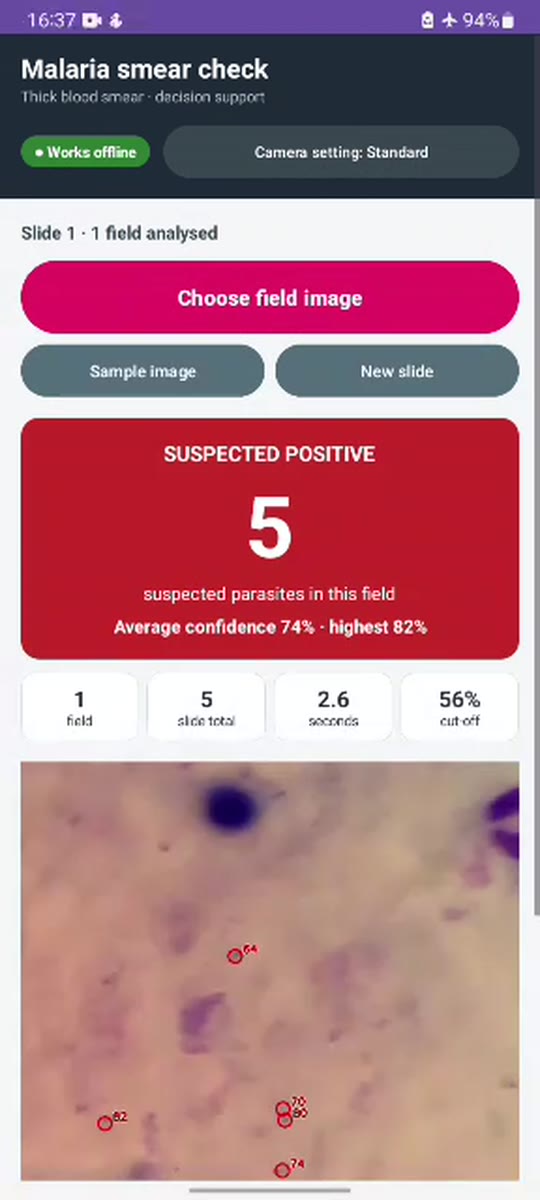 16:37 94%
Malaria smear check
Thick blood smear · decision support
• Works offline
Camera setting: Standard
Slide 1 · 1 field analysed
Choose field image
Sample image
New slide
SUSPECTED POSITIVE
5
suspected parasites in this field
Average confidence 74% · highest 82%
1
field
5
slide total
2.6
seconds
56%
cut-off
64
70
80
82
74